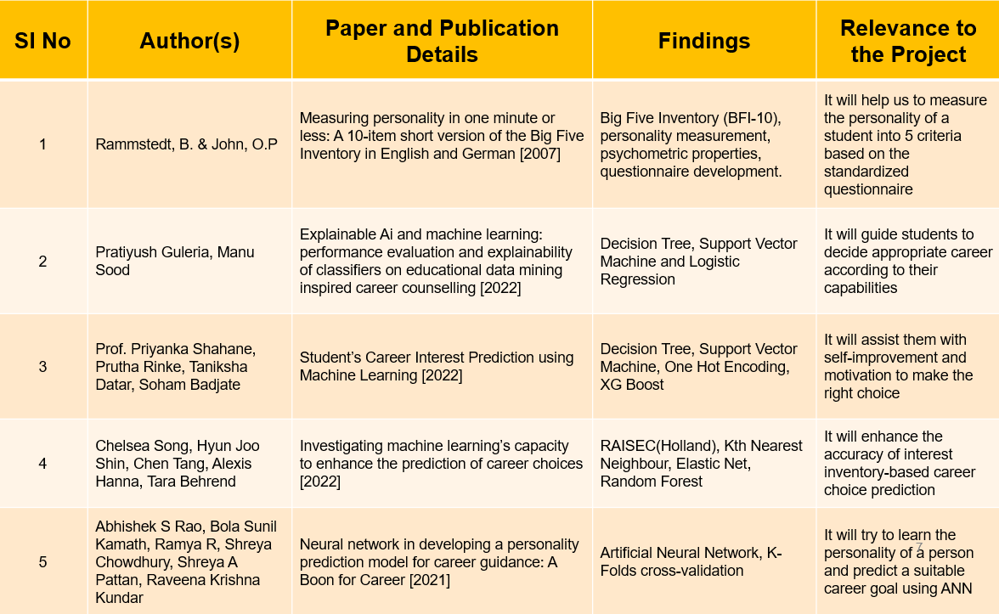 SI No
Author(s)
Paper and Publication
Details
Findings
Relevance to
the Project
1
Rammstedt, B. & John, O.P
Measuring personality in one minute or
less: A 10-item short version of the Big Five
Inventory in English and German [2007]
Big Five Inventory (BFI-10),
personality measurement,
psychometric properties,
questionnaire development.
It will help us to measure
the personality of a
student into 5 criteria
based on the
standardized
questionnaire
2
Pratiyush Guleria, Manu
Sood
Explainable Ai and machine learning:
performance evaluation and explainability
of classifiers on educational data mining
inspired career counselling [2022]
Decision Tree, Support Vector
Machine and Logistic
Regression
It will guide students to
decide appropriate career
according to their
capabilities
3
Prof. Priyanka Shahane,
Prutha Rinke, Taniksha
Datar, Soham Badjate
Student’s Career Interest Prediction using
Machine Learning [2022]
Decision Tree, Support Vector
Machine, One Hot Encoding,
XG Boost
It will assist them with
self-improvement and
motivation to make the
right choice
4
Chelsea Song, Hyun Joo
Shin, Chen Tang, Alexis
Hanna, Tara Behrend
Investigating machine learning’s capacity
to enhance the prediction of career choices
[2022]
RAISEC(Holland), Kth Nearest
Neighbour, Elastic Net,
Random Forest
It will enhance the
accuracy of interest
inventory-based career
choice prediction
5
Abhishek S Rao, Bola Sunil
Kamath, Ramya R, Shreya
Chowdhury, Shreya A
Pattan, Raveena Krishna
Kundar
Neural network in developing a personality
prediction model for career guidance: A
Boon for Career [2021]
Artificial Neural Network, K-
Folds cross-validation
It will try to learn the
personality of a person
and predict a suitable
career goal using ANN
7